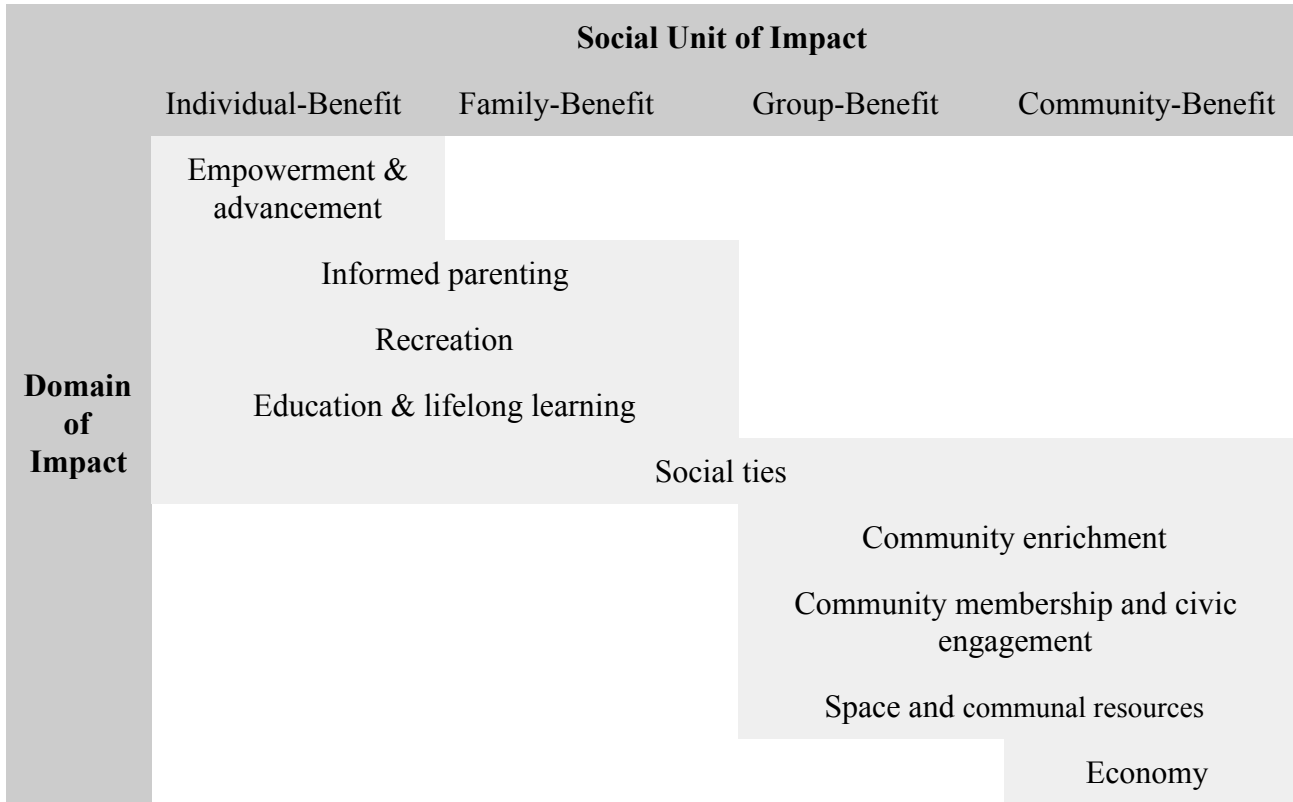 Social Unit of Impact
Individual-Benefit Family-Benefit Group-Benefit Community-Benefit
Domain
of
Impact
Empowerment &
advancement
Informed parenting
Recreation
Education & lifelong learning
Social ties
Community enrichment
Community membership and civic
engagement
Space and communal resources
Economy